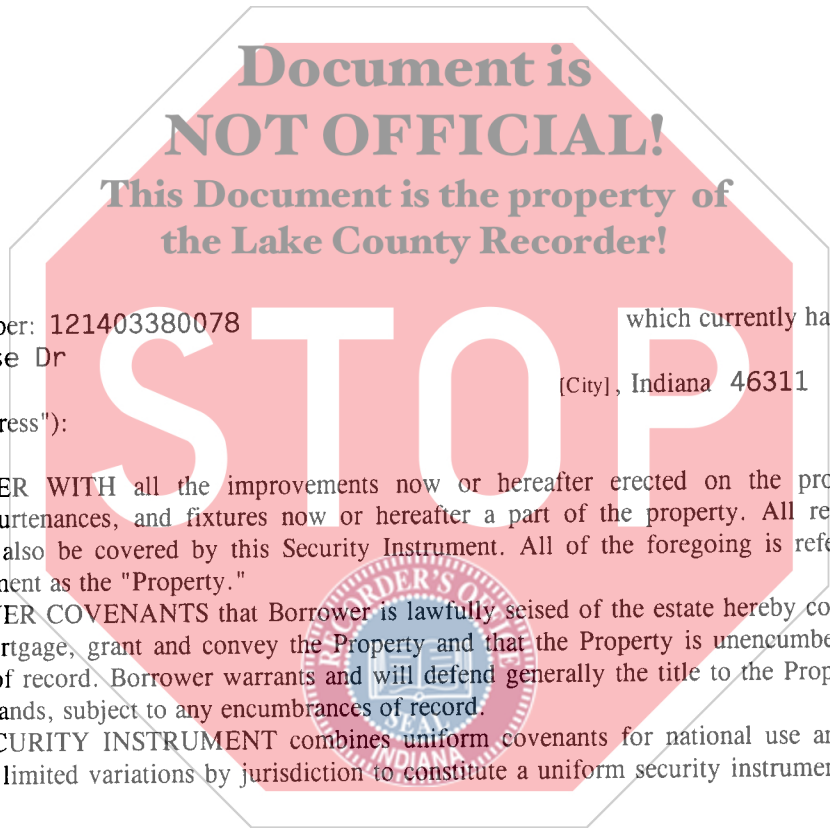 Document is
NOT OFFICIAL!
This Document is the property of
the Lake County Recorder!
ber: 121403380078 which currently ha
se Dr
[City], Indiana 46311
ress"):
STOP
ER WITH all the improvements now or hereafter erected on the pro
urtenances, and fixtures now or hereafter a part of the property. All re
also be covered by this Security Instrument. All of the foregoing is refe
nent as the "Property."
ER COVENANTS that Borrower is lawfully seised of the estate hereby co
rtgage, grant and convey the Property and that the Property is unencumbe
of record. Borrower warrants and will defend generally the title to the Prop
ands, subject to any encumbrances of record.
CURITY INSTRUMENT combines uniform covenants for national use an
limited variations by jurisdiction to constitute a uniform security instrumen
RECORDER'S OFFICE
SEAL
INDIANA